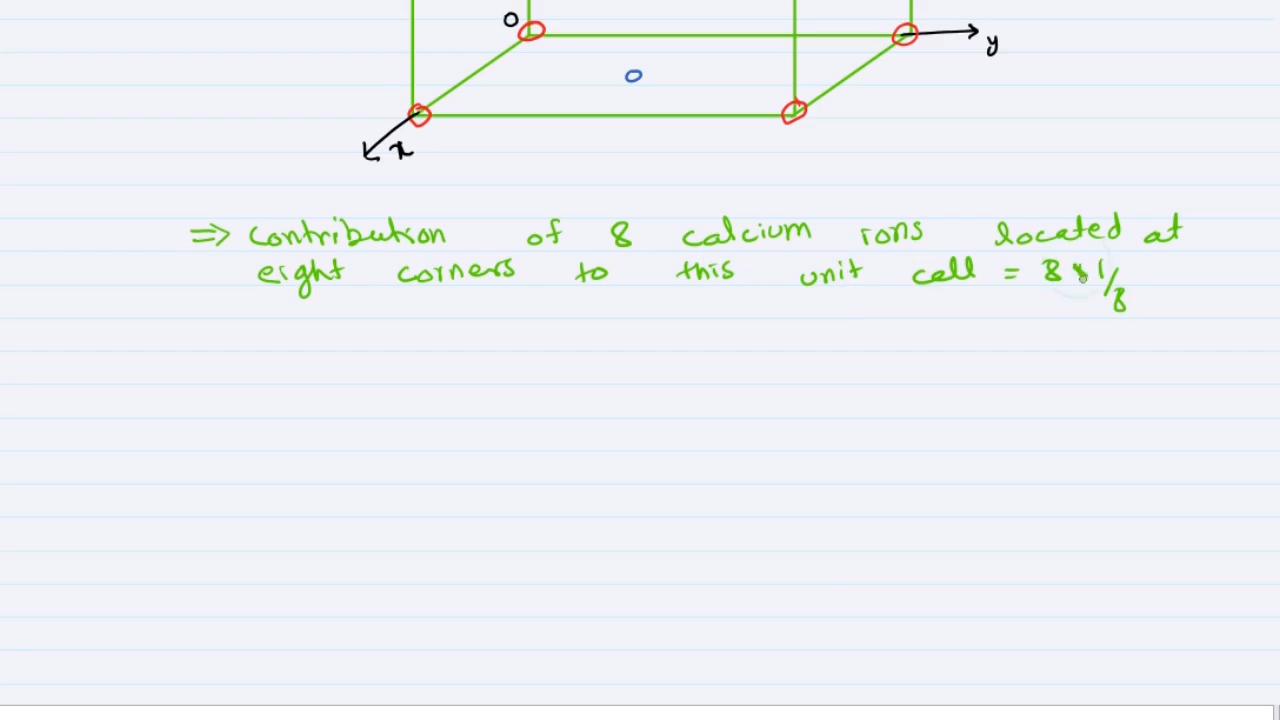 O
y
x
⇒ contribution of 8 calcium ions located at
eight corners to this unit cell = 8 × 1/8